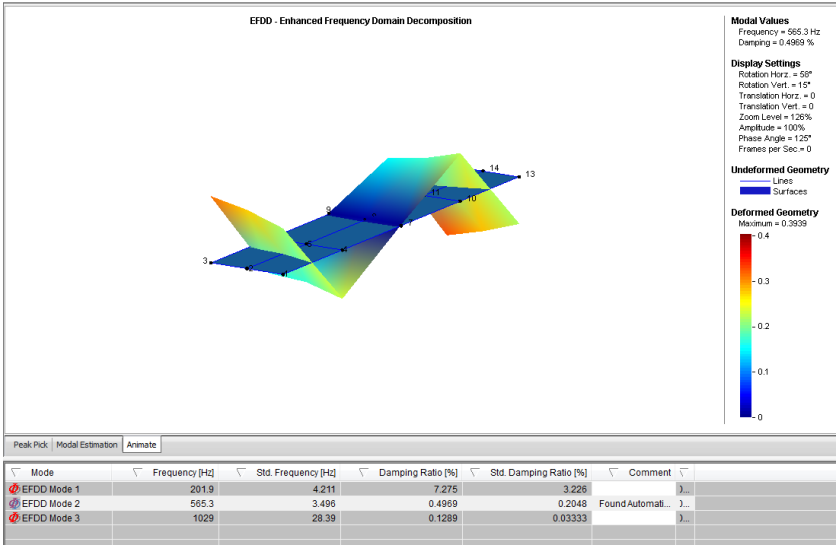 EFDD - Enhanced Frequency Domain Decomposition
Modal Values
Frequency = 565.3 Hz
Damping = 0.4969 %
Display Settings
Rotation Horz. = 58°
Rotation Vert. = 15°
Translation Horz. = 0
Translation Vert. = 0
Zoom Level = 126%
Amplitude = 100%
Phase Angle = 125°
Frames per Sec.= 0
Undeformed Geometry
Lines
Surfaces
Deformed Geometry
Maximum = 0.3939
0.4
0.3
0.2
0.1
0
14
13
11
10
9
7
5
4
3
2
1
Peak Pick Modal Estimation Animate
Mode Frequency [Hz] Std. Frequency [Hz] Damping Ratio [%] Std. Damping Ratio [%] Comment
EFDD Mode 1 201.9 4.211 7.275 3.226 )...
EFDD Mode 2 565.3 3.496 0.4969 0.2048 Found Automati... )...
EFDD Mode 3 1029 28.39 0.1289 0.03333 )...